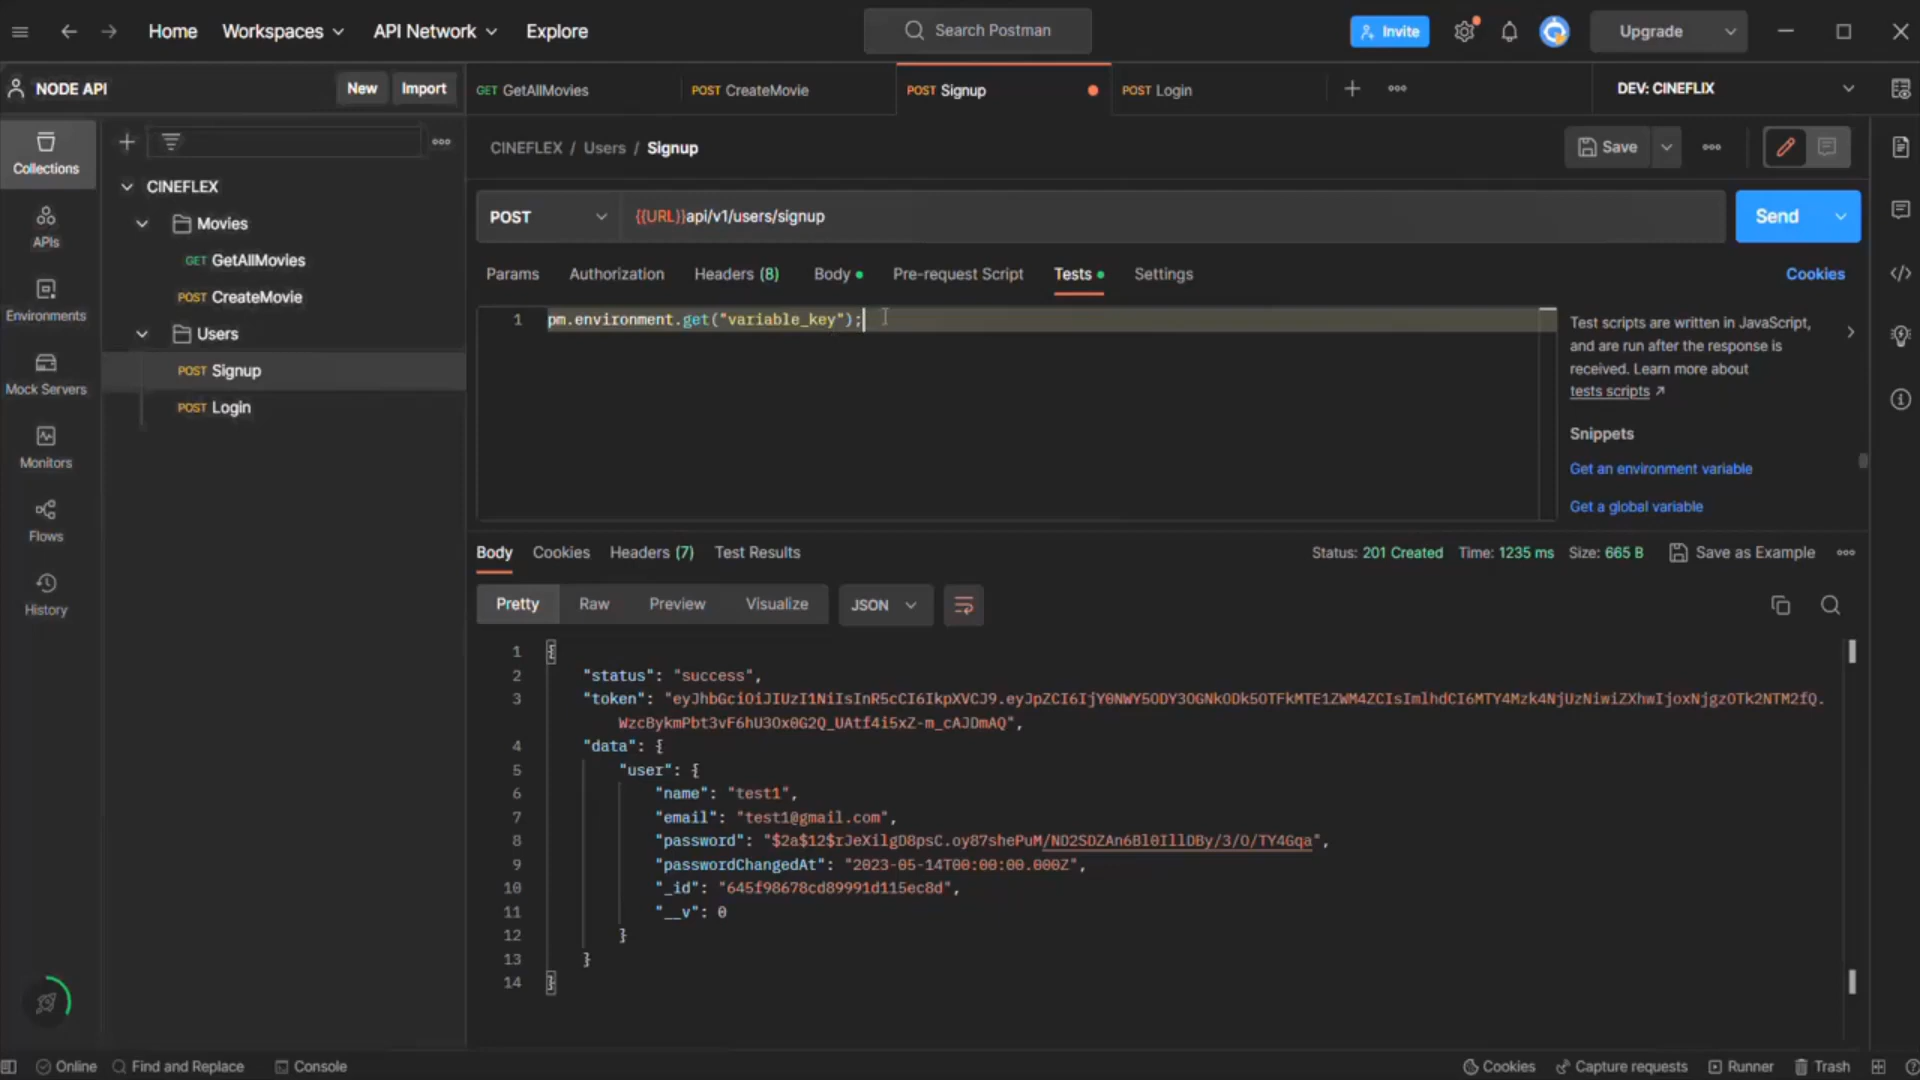 Home Workspaces API Network Explore Search Postman Invite Upgrade
NODE API New Import GET GetAllMovies POST CreateMovie POST Signup POST Login DEV: CINEFLIX
Collections
CINEFLEX / Users / Signup Save
CINEFLEX
Movies
GET GetAllMovies
POST CreateMovie
Users
POST Signup
POST Login
APIs
Environments
Mock Servers
Monitors
Flows
History
POST {{URL}}api/v1/users/signup Send
Params Authorization Headers (8) Body Pre-request Script Tests Settings Cookies
1 pm.environment.get("variable_key");
Test scripts are written in JavaScript,
and are run after the response is
received. Learn more about
tests scripts
Snippets
Get an environment variable
Get a global variable
Body Cookies Headers (7) Test Results Status: 201 Created Time: 1235 ms Size: 665 B Save as Example
Pretty Raw Preview Visualize JSON
1 {
2 "status": "success",
3 "token": "eyJhbGciOiJIUzI1NiIsInR5cCI6IkpXVCJ9.eyJpZCI6IjY0NWY5ODY3OGNkODk5OTFkMTE1ZWM4ZCIsImlhdCI6MTY4Mzk4NjUzNiwiZXhwIjoxNjgzOTk2NTM2fQ.
WzcBykmPbt3vF6hU3Ox0G2Q_UAtf4i5xZ-m_cAJDmAQ",
4 "data": {
5 "user": {
6 "name": "test1",
7 "email": "test1@gmail.com",
8 "password": "$2a$12$rJeXilgD8psC.oy87shePuM/ND2SDZAn6Bl0IllDBy/3/O/TY4Gqa",
9 "passwordChangedAt": "2023-05-14T00:00:00.000Z",
10 "_id": "645f98678cd89991d115ec8d",
11 "__v": 0
12 }
13 }
14 }
Online Find and Replace Console Cookies Capture requests Runner Trash